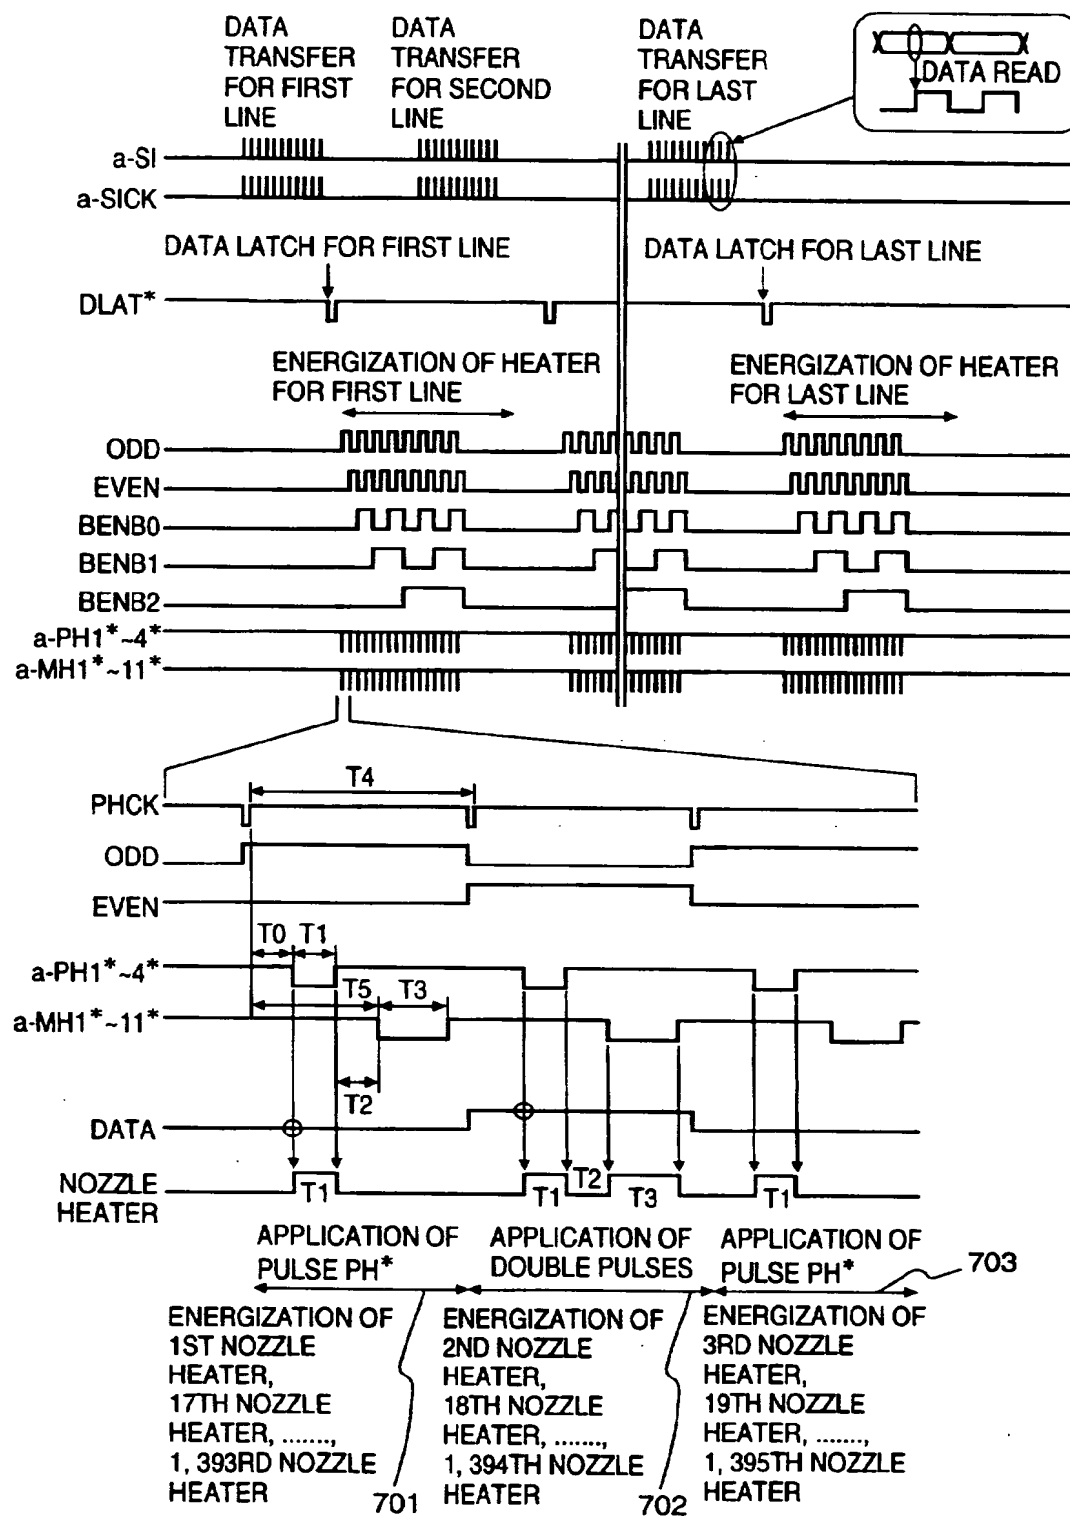 DATA
TRANSFER
FOR FIRST
LINE
DATA
TRANSFER
FOR SECOND
LINE
DATA
TRANSFER
FOR LAST
LINE
DATA READ
a-SI
a-SICK
DATA LATCH FOR FIRST LINE
DATA LATCH FOR LAST LINE
DLAT*
ENERGIZATION OF HEATER
FOR FIRST LINE
ENERGIZATION OF HEATER
FOR LAST LINE
ODD
EVEN
BENB0
BENB1
BENB2
a-PH1*~4*
a-MH1*~11*
T4
PHCK
ODD
EVEN
T0 T1
a-PH1*~4*
T5 T3
a-MH1*~11*
T2
DATA
NOZZLE
HEATER
T1
T1
T2
T3
T1
APPLICATION OF
PULSE PH*
APPLICATION OF
DOUBLE PULSES
APPLICATION OF
PULSE PH*
703
ENERGIZATION OF
1ST NOZZLE
HEATER,
17TH NOZZLE
HEATER, .......,
1, 393RD NOZZLE
HEATER
701
ENERGIZATION OF
2ND NOZZLE
HEATER,
18TH NOZZLE
HEATER, .......,
1, 394TH NOZZLE
HEATER
702
ENERGIZATION OF
3RD NOZZLE
HEATER,
19TH NOZZLE
HEATER, .......,
1, 395TH NOZZLE
HEATER